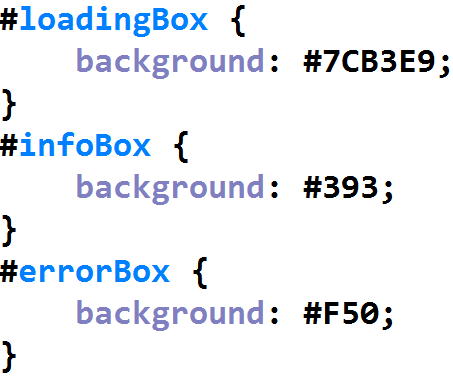 #loadingBox {
    background: #7CB3E9;
}
#infoBox {
    background: #393;
}
#errorBox {
    background: #F50;
}